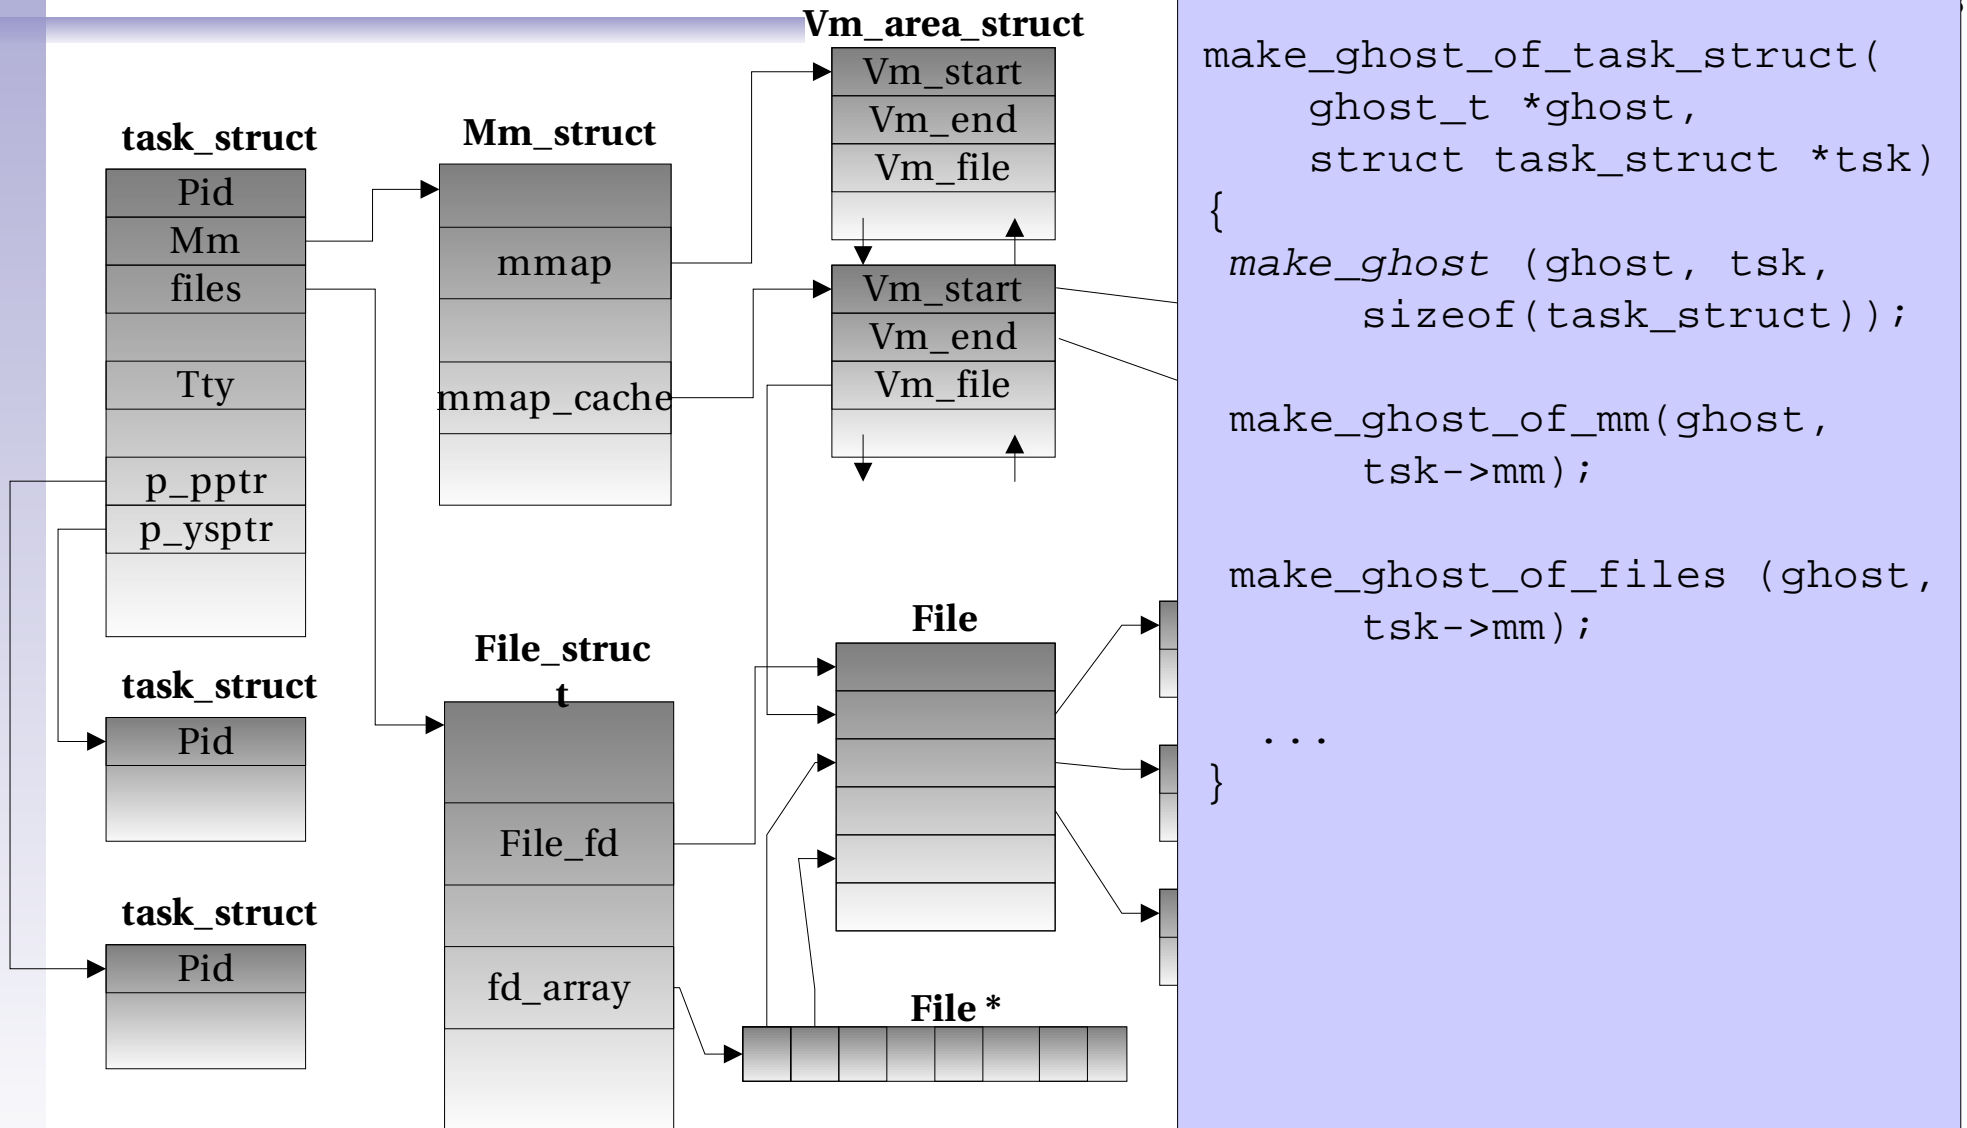 task_struct
Pid
Mm
files
Tty
p_pptr
p_ysptr
task_struct
Pid
task_struct
Pid
Mm_struct
mmap
mmap_cache
File_struc
t
File_fd
fd_array
Vm_area_struct
Vm_start
Vm_end
Vm_file
Vm_start
Vm_end
Vm_file
File
File *
make_ghost_of_task_struct(
ghost_t *ghost,
struct task_struct *tsk)
{
make_ghost (ghost, tsk,
sizeof(task_struct));
make_ghost_of_mm(ghost,
tsk->mm);
make_ghost_of_files (ghost,
tsk->mm);
...
}